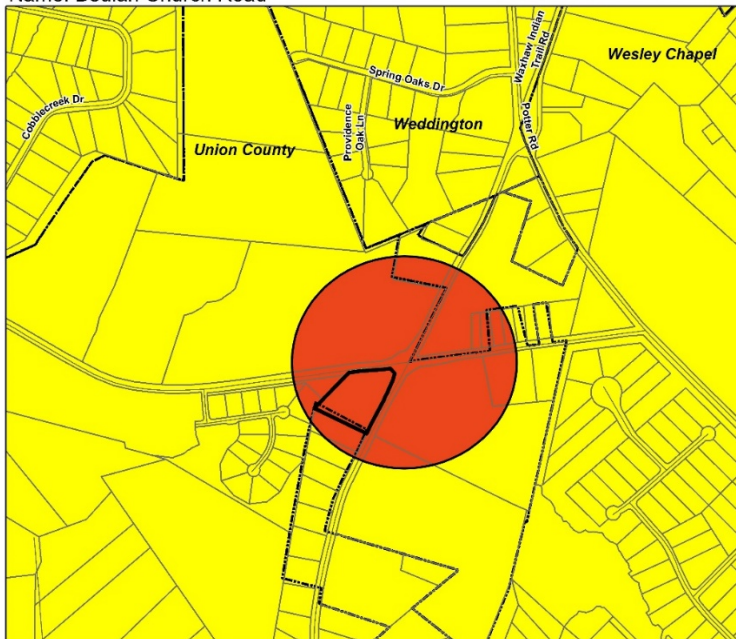 Name: Beulah Church Road
Wesley Chapel
Waxhaw Indian
Trail Rd
Spring Oaks Dr
Cobblecreek Dr
Providence
Oak Ln
Weddington
Potter Rd
Union County